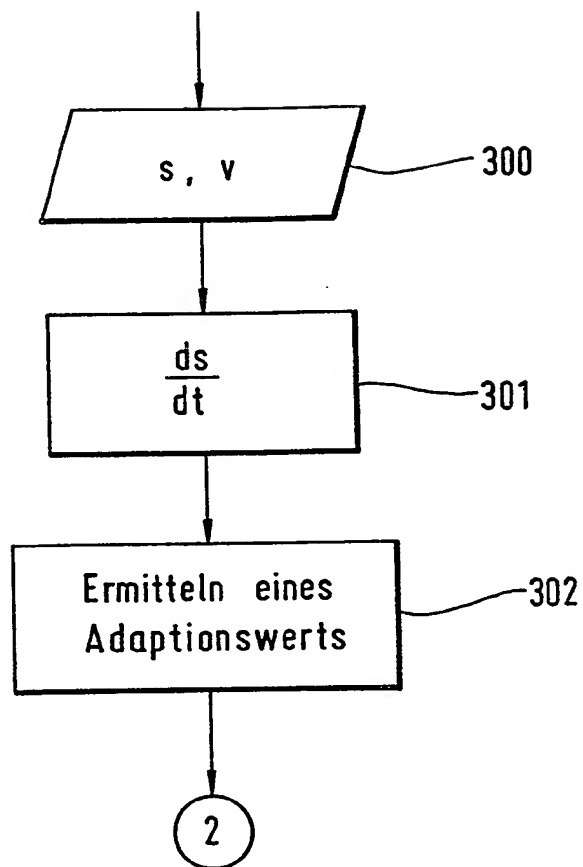 s, v
300
ds
dt
301
Ermitteln eines
Adaptionswerts
302
2